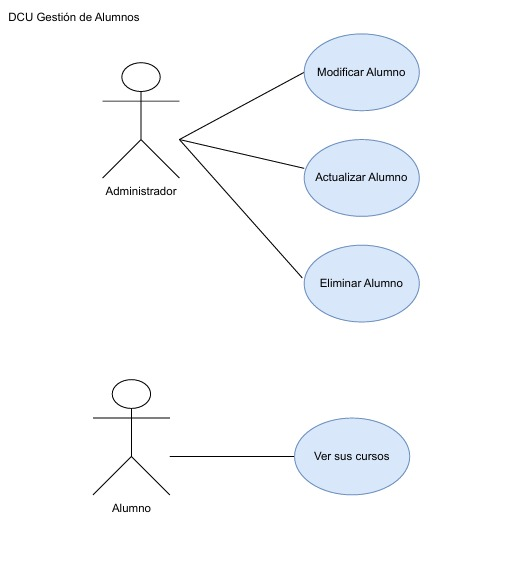 DCU Gestión de Alumnos
Modificar Alumno
Actualizar Alumno
Administrador
Eliminar Alumno
Ver sus cursos
Alumno